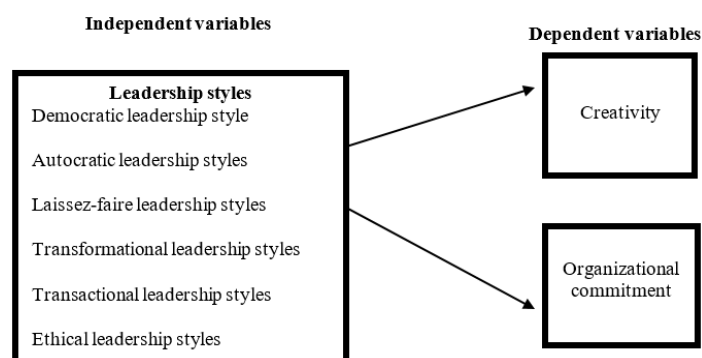 Independent variables
Dependent variables
Leadership styles
Democratic leadership style
Autocratic leadership styles
Laissez-faire leadership styles
Transformational leadership styles
Transactional leadership styles
Ethical leadership styles
Creativity
Organizational
commitment